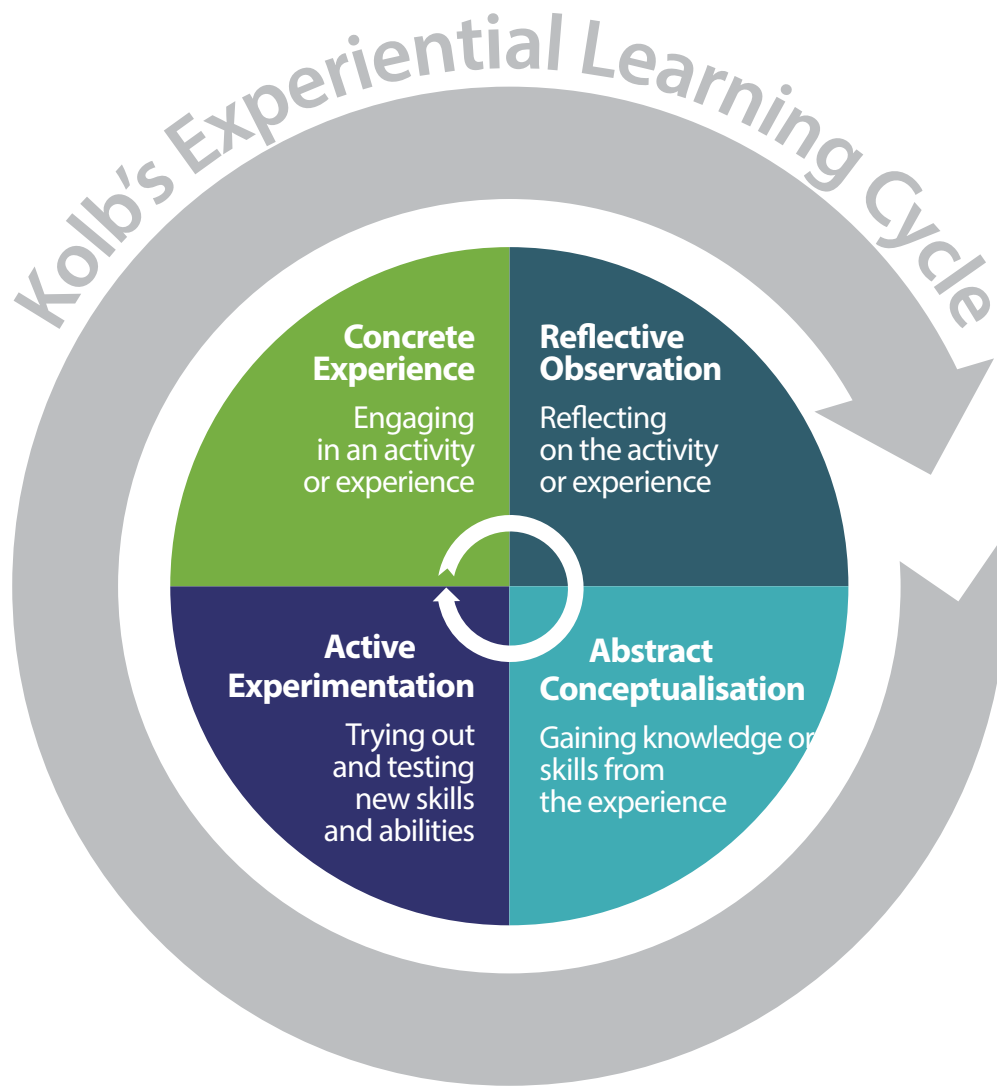 Kolb's Experiential Learning Cycle
Concrete
Experience
Engaging
in an activity
or experience
Reflective
Observation
Reflecting
on the activity
or experience
Active
Experimentation
Trying out
and testing
new skills
and abilities
Abstract
Conceptualisation
Gaining knowledge or
skills from
the experience